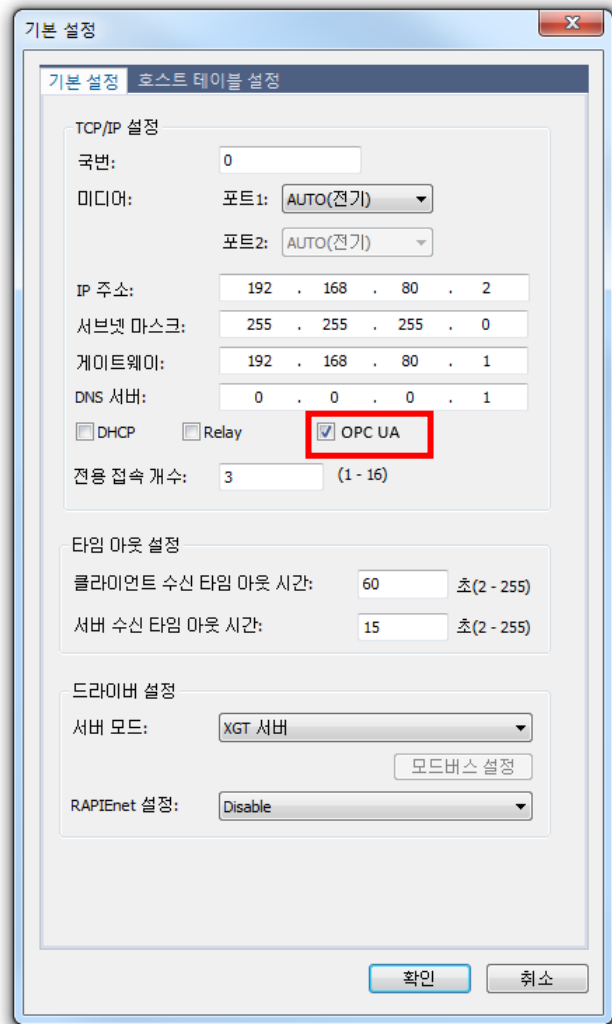 기본 설정
기본 설정 호스트 테이블 설정
TCP/IP 설정
국번: 0
미디어: 포트1: AUTO(전기)
포트2: AUTO(전기)
IP 주소: 192 . 168 . 80 . 2
서브넷 마스크: 255 . 255 . 255 . 0
게이트웨이: 192 . 168 . 80 . 1
DNS 서버: 0 . 0 . 0 . 1
DHCP Relay OPC UA
전용 접속 개수: 3 (1 - 16)
타임 아웃 설정
클라이언트 수신 타임 아웃 시간: 60 초(2 - 255)
서버 수신 타임 아웃 시간: 15 초(2 - 255)
드라이버 설정
서버 모드: XGT 서버
모드버스 설정
RAPIEnet 설정: Disable
확인 취소